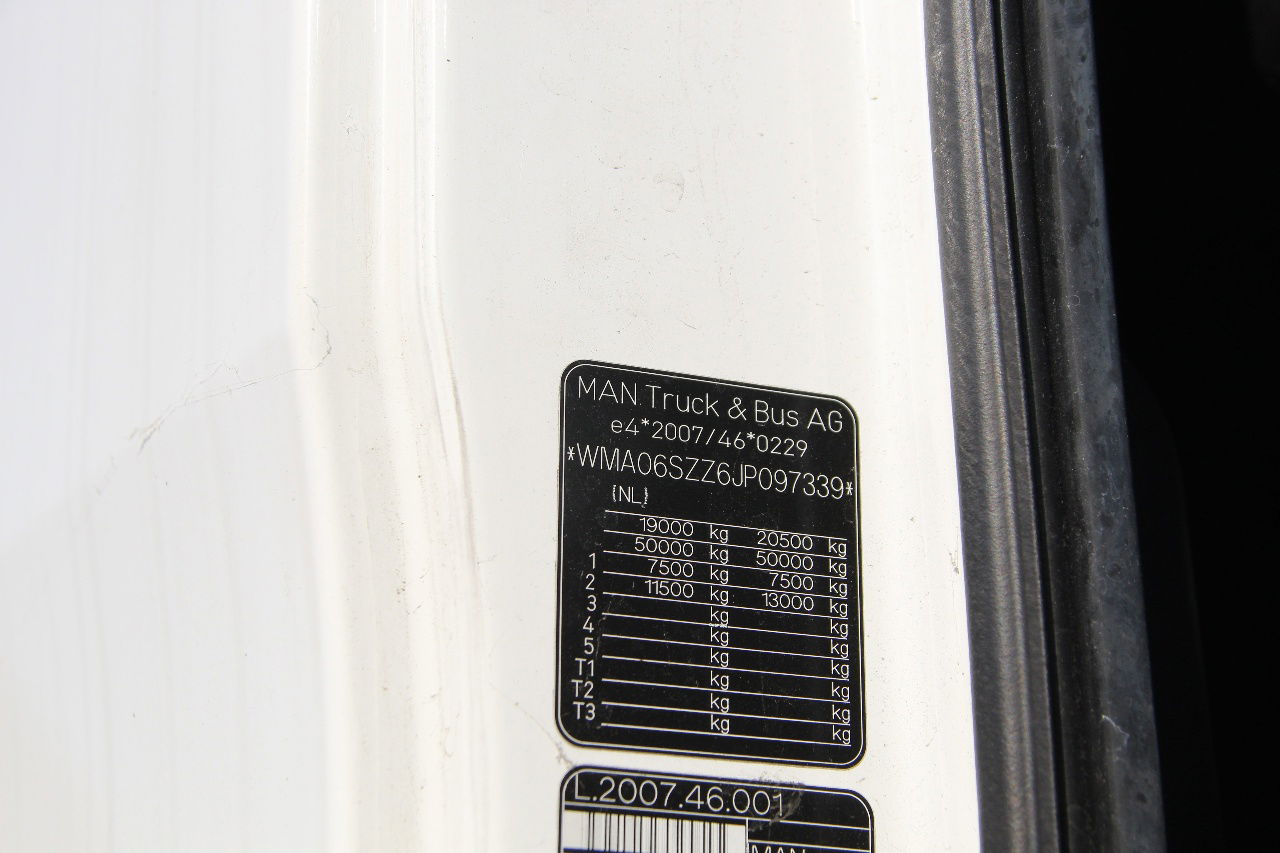 MAN Truck & Bus AG
e4*2007/46*0229
*WMA06SZZ6JP097339*
(NL)
19000 kg 20500 kg
50000 kg 50000 kg
1 7500 kg 7500 kg
2 11500 kg 13000 kg
3 kg kg
4 kg kg
5 kg kg
T1 kg kg
T2 kg kg
T3 kg kg
L.2007.46.001
MAN